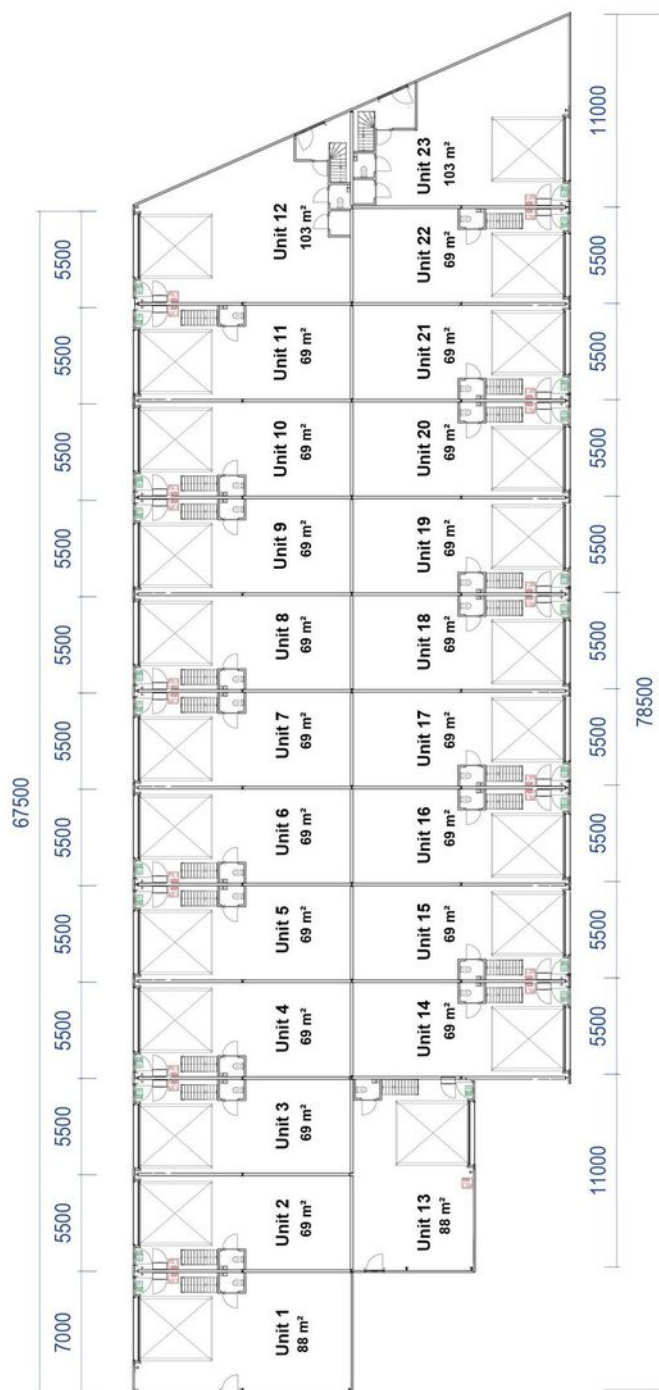 67500
7000
5500
5500
5500
5500
5500
5500
5500
5500
5500
5500
5500
Unit 1
88 m²
Unit 2
69 m²
Unit 3
69 m²
Unit 4
69 m²
Unit 5
69 m²
Unit 6
69 m²
Unit 7
69 m²
Unit 8
69 m²
Unit 9
69 m²
Unit 10
69 m²
Unit 11
69 m²
Unit 12
103 m²
Unit 13
88 m²
Unit 14
69 m²
Unit 15
69 m²
Unit 16
69 m²
Unit 17
69 m²
Unit 18
69 m²
Unit 19
69 m²
Unit 20
69 m²
Unit 21
69 m²
Unit 22
69 m²
Unit 23
103 m²
11000
5500
5500
5500
5500
5500
5500
5500
5500
5500
11000
78500